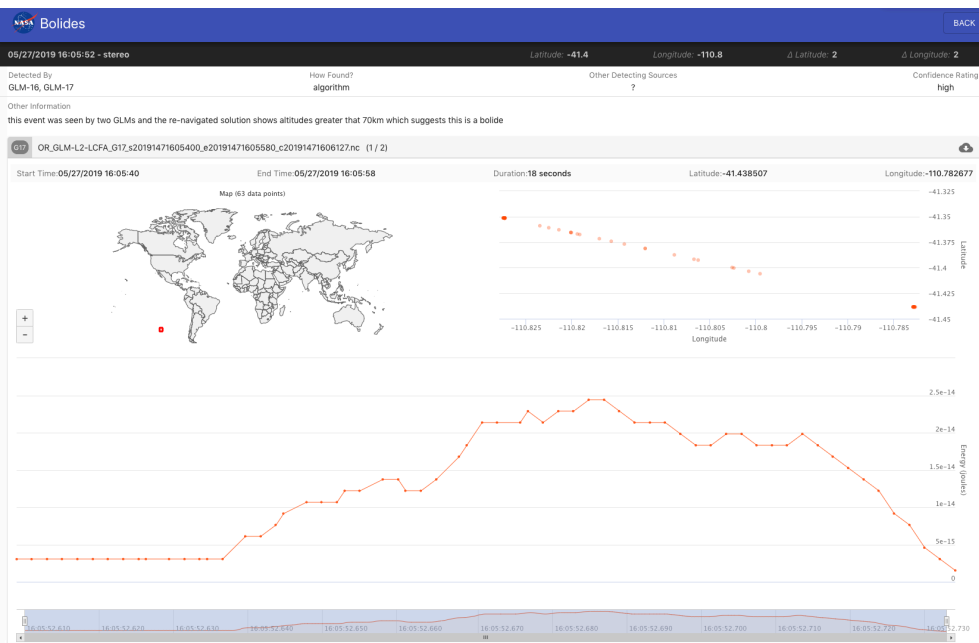 NASA Bolides BACK
05/27/2019 16:05:52 - stereo Latitude: -41.4 Longitude: -110.8 Δ Latitude: 2 Δ Longitude: 2
Detected By How Found? Other Detecting Sources Confidence Rating
GLM-16, GLM-17 algorithm ? high
Other Information
this event was seen by two GLMs and the re-navigated solution shows altitudes greater that 70km which suggests this is a bolide
G17 OR_GLM-L2-LCFA_G17_s20191471605400_e20191471605580_c20191471606127.nc (1 / 2)
Start Time:05/27/2019 16:05:40 End Time:05/27/2019 16:05:58 Duration:18 seconds Latitude:-41.438507 Longitude:-110.782677
Map (63 data points)
+
−
-41.325
-41.35
-41.375
-41.4
-41.425
-41.45
Latitude
-110.825 -110.82 -110.815 -110.81 -110.805 -110.8 -110.795 -110.79 -110.785
Longitude
2.5e-14
2e-14
1.5e-14
1e-14
5e-15
0
Energy (joules)
16:05:52.610 16:05:52.620 16:05:52.630 16:05:52.640 16:05:52.650 16:05:52.660 16:05:52.670 16:05:52.680 16:05:52.690 16:05:52.700 16:05:52.710 16:05:52.720 16:05:52.730